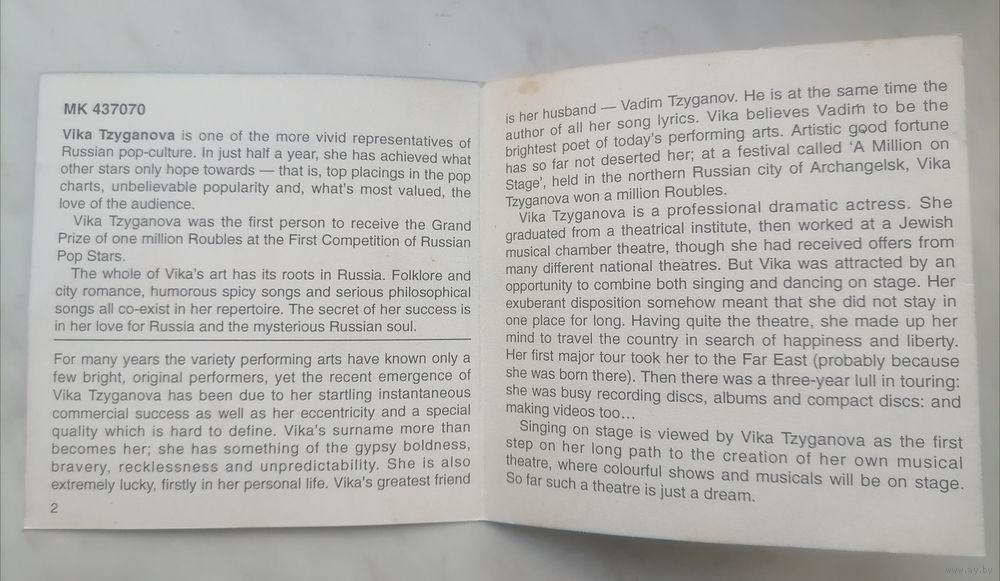 MK 437070
Vika Tzyganova is one of the more vivid representatives of
Russian pop-culture. In just half a year, she has achieved what
other stars only hope towards — that is, top placings in the pop
charts, unbelievable popularity and, what's most valued, the
love of the audience.
Vika Tzyganova was the first person to receive the Grand
Prize of one million Roubles at the First Competition of Russian
Pop Stars.
The whole of Vika's art has its roots in Russia. Folklore and
city romance, humorous spicy songs and serious philosophical
songs all co-exist in her repertoire. The secret of her success is
in her love for Russia and the mysterious Russian soul.
For many years the variety performing arts have known only a
few bright, original performers, yet the recent emergence of
Vika Tzyganova has been due to her startling instantaneous
commercial success as well as her eccentricity and a special
quality which is hard to define. Vika's surname more than
becomes her; she has something of the gypsy boldness,
bravery, recklessness and unpredictability. She is also
extremely lucky, firstly in her personal life. Vika's greatest friend
2
is her husband — Vadim Tzyganov. He is at the same time the
author of all her song lyrics. Vika believes Vadim to be the
brightest poet of today's performing arts. Artistic good fortune
has so far not deserted her; at a festival called 'A Million on
Stage', held in the northern Russian city of Archangelsk, Vika
Tzyganova won a million Roubles.
Vika Tzyganova is a professional dramatic actress. She
graduated from a theatrical institute, then worked at a Jewish
musical chamber theatre, though she had received offers from
many different national theatres. But Vika was attracted by an
opportunity to combine both singing and dancing on stage. Her
exuberant disposition somehow meant that she did not stay in
one place for long. Having quite the theatre, she made up her
mind to travel the country in search of happiness and liberty.
Her first major tour took her to the Far East (probably because
she was born there). Then there was a three-year lull in touring:
she was busy recording discs, albums and compact discs: and
making videos too...
Singing on stage is viewed by Vika Tzyganova as the first
step on her long path to the creation of her own musical
theatre, where colourful shows and musicals will be on stage.
So far such a theatre is just a dream.
www.ay.by